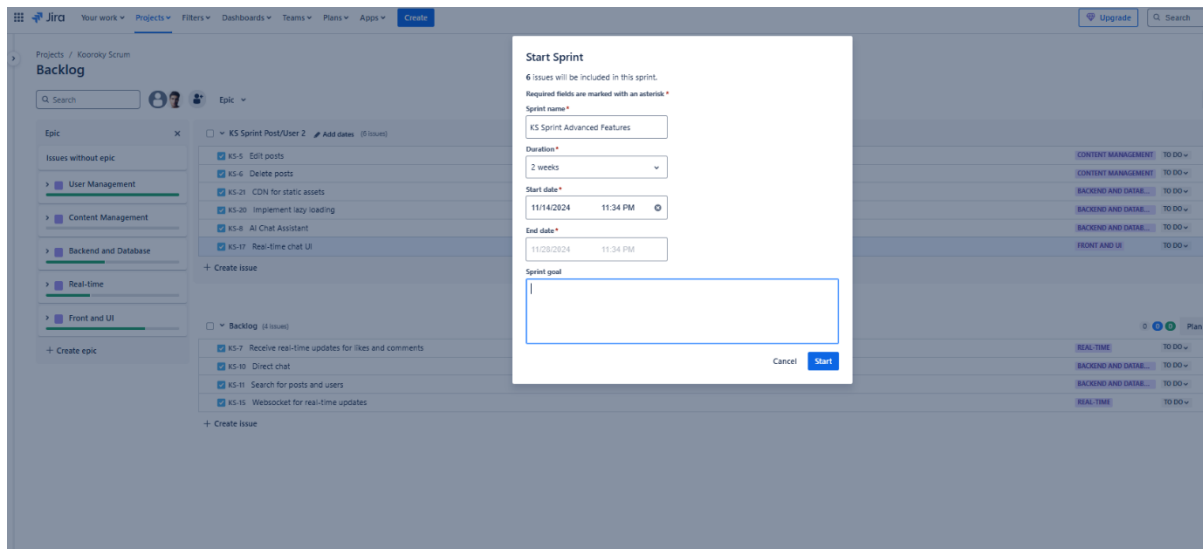 Jira Your work Projects Filters Dashboards Teams Plans Apps Create Upgrade Search
Projects / Kooroky Scrum
Backlog
Search Epic
Epic
Issues without epic
User Management
Content Management
Backend and Database
Real-time
Front and UI
+ Create epic
KS Sprint Post/User 2 Add dates (6 issues)
KS-5 Edit posts CONTENT MANAGEMENT TO DO
KS-6 Delete posts CONTENT MANAGEMENT TO DO
KS-21 CDN for static assets BACKEND AND DATAB... TO DO
KS-20 Implement lazy loading BACKEND AND DATAB... TO DO
KS-8 AI Chat Assistant BACKEND AND DATAB... TO DO
KS-17 Real-time chat UI FRONT AND UI TO DO
+ Create issue
Backlog (4 issues) 0 0 0 Plan
KS-7 Receive real-time updates for likes and comments REAL-TIME TO DO
KS-10 Direct chat BACKEND AND DATAB... TO DO
KS-11 Search for posts and users BACKEND AND DATAB... TO DO
KS-15 Websocket for real-time updates REAL-TIME TO DO
+ Create issue
Start Sprint
6 issues will be included in this sprint.
Required fields are marked with an asterisk *
Sprint name*
KS Sprint Advanced Features
Duration*
2 weeks
Start date*
11/14/2024 11:34 PM
End date*
11/28/2024 11:34 PM
Sprint goal
Cancel Start